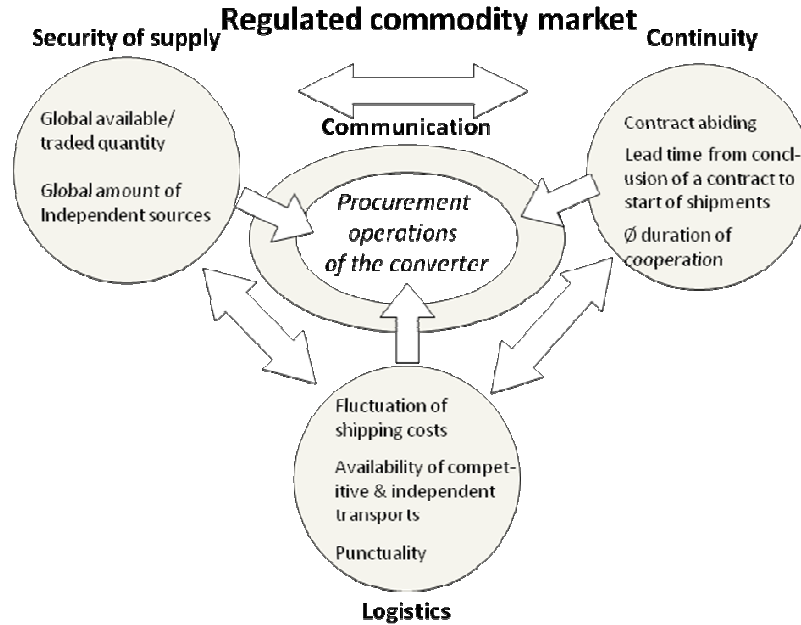 Regulated commodity market
Security of supply
Continuity
Global available/
traded quantity
Global amount of
Independent sources
Communication
Procurement
operations
of the converter
Contract abiding
Lead time from concl-
usion of a contract to
start of shipments
Ø duration of
cooperation
Fluctuation of
shipping costs
Availability of compet-
itive & independent
transports
Punctuality
Logistics